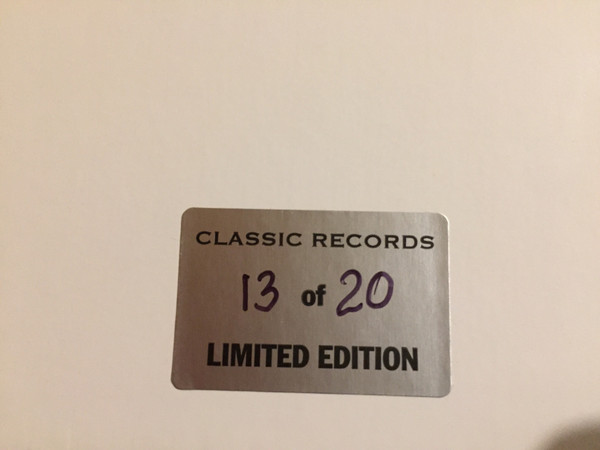 CLASSIC RECORDS
13 of 20
LIMITED EDITION